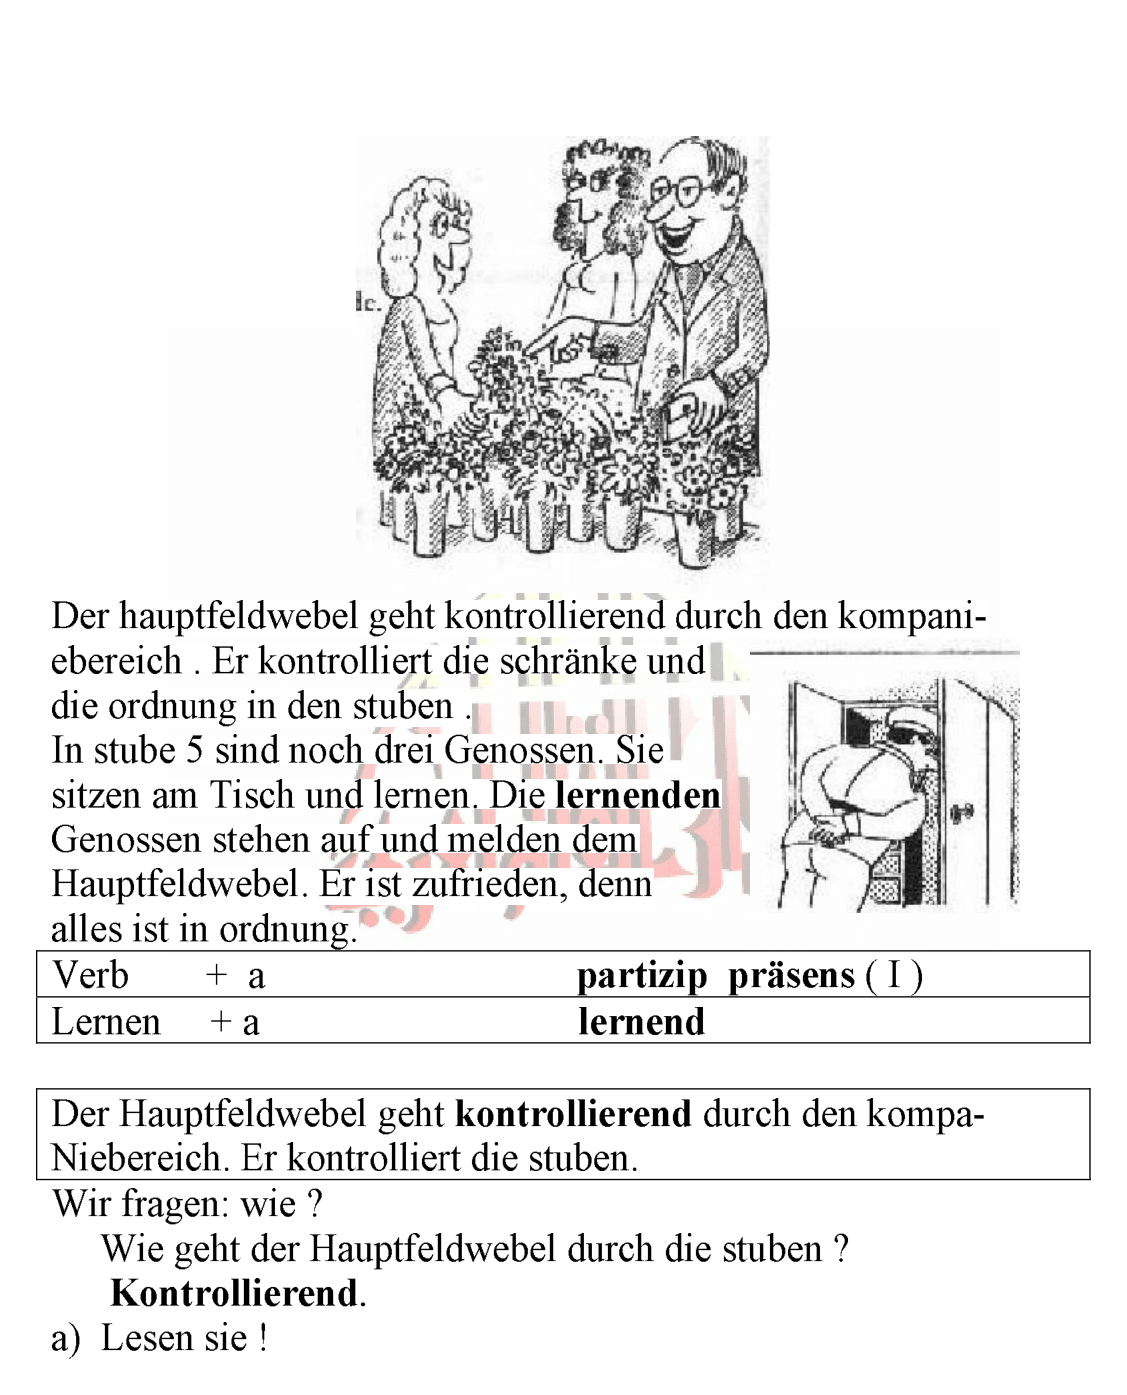 de.
Der hauptfeldwebel geht kontrollierend durch den kompani-
ebereich . Er kontrolliert die schränke und
die ordnung in den stuben .
In stube 5 sind noch drei Genossen. Sie
sitzen am Tisch und lernen. Die lernenden
Genossen stehen auf und melden dem
Hauptfeldwebel. Er ist zufrieden, denn
alles ist in ordnung.
Verb + a partizip präsens ( I )
Lernen + a lernend
Der Hauptfeldwebel geht kontrollierend durch den kompa-
Niebereich. Er kontrolliert die stuben.
Wir fragen: wie ?
Wie geht der Hauptfeldwebel durch die stuben ?
Kontrollierend.
a) Lesen sie !